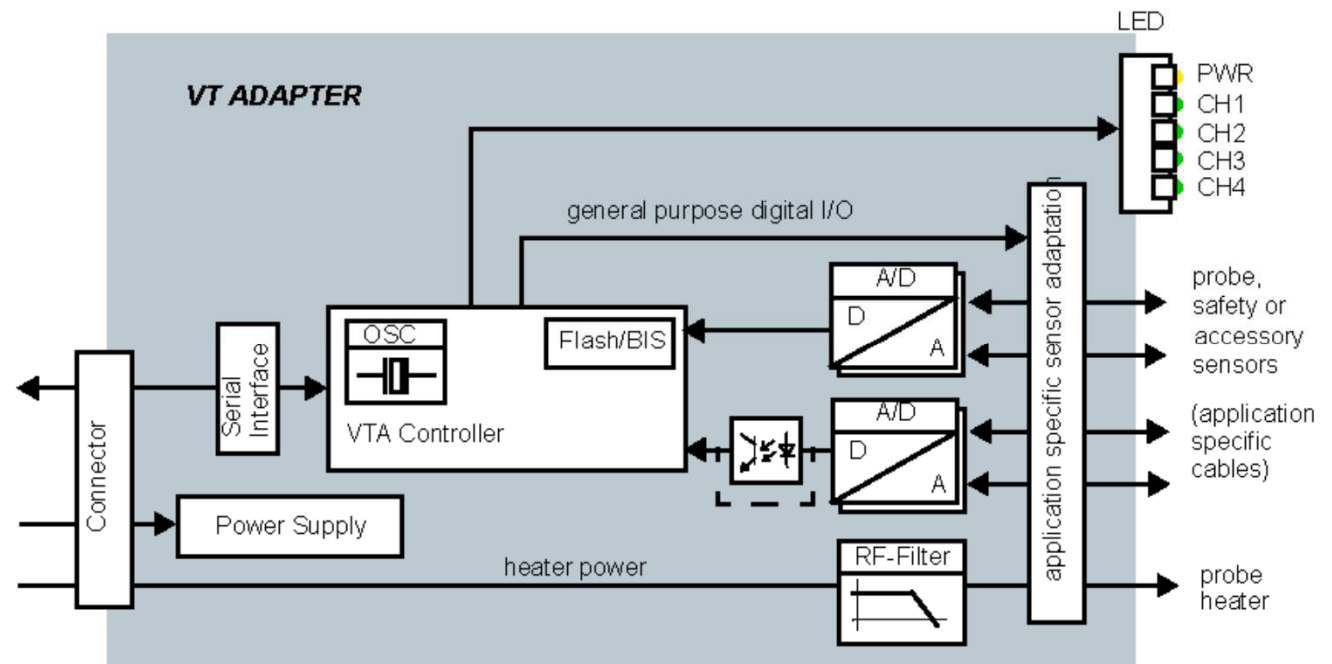 LED
PWR
CH1
CH2
CH3
CH4
VT ADAPTER
general purpose digital I/O
A/D
D
A
probe,
safety or
accessory
sensors
(application
specific
cables)
OSC
Flash/BIS
VTA Controller
Serial
Interface
Connector
A/D
D
A
application specific sensor adaptation
Power Supply
heater power
RF-Filter
probe
heater